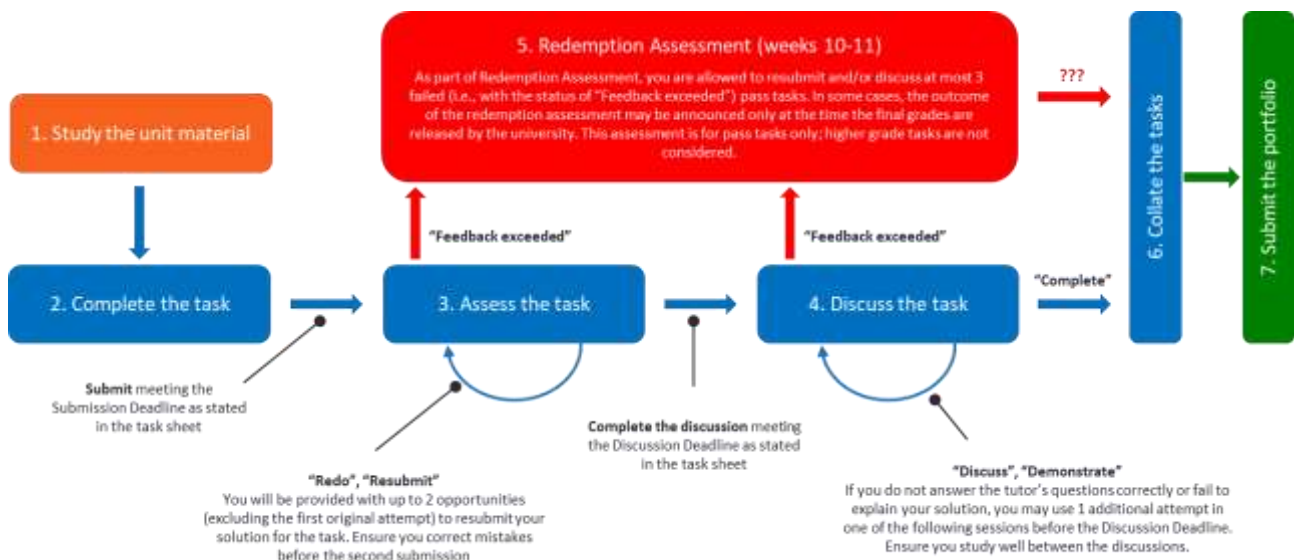 5. Redemption Assessment (weeks 10-11)
As part of Redemption Assessment, you are allowed to resubmit and/or discuss at most 3
failed (i.e., with the status of "Feedback exceeded") pass tasks. In some cases, the outcome
of the redemption assessment may be announced only at the time the final grades are
released by the university. This assessment is for pass tasks only; higher grade tasks are not
considered.
???
1. Study the unit material
"Feedback exceeded"
"Feedback exceeded"
2. Complete the task
3. Assess the task
4. Discuss the task
"Complete"
6. Collate the tasks
7. Submit the portfolio
Submit meeting the
Submission Deadline as stated
in the task sheet
Complete the discussion meeting
the Discussion Deadline as stated
in the task sheet
"Redo", "Resubmit"
You will be provided with up to 2 opportunities
(excluding the first original attempt) to resubmit your
solution for the task. Ensure you correct mistakes
before the second submission
"Discuss", "Demonstrate"
If you do not answer the tutor's questions correctly or fail to
explain your solution, you may use 1 additional attempt in
one of the following sessions before the Discussion Deadline.
Ensure you study well between the discussions.